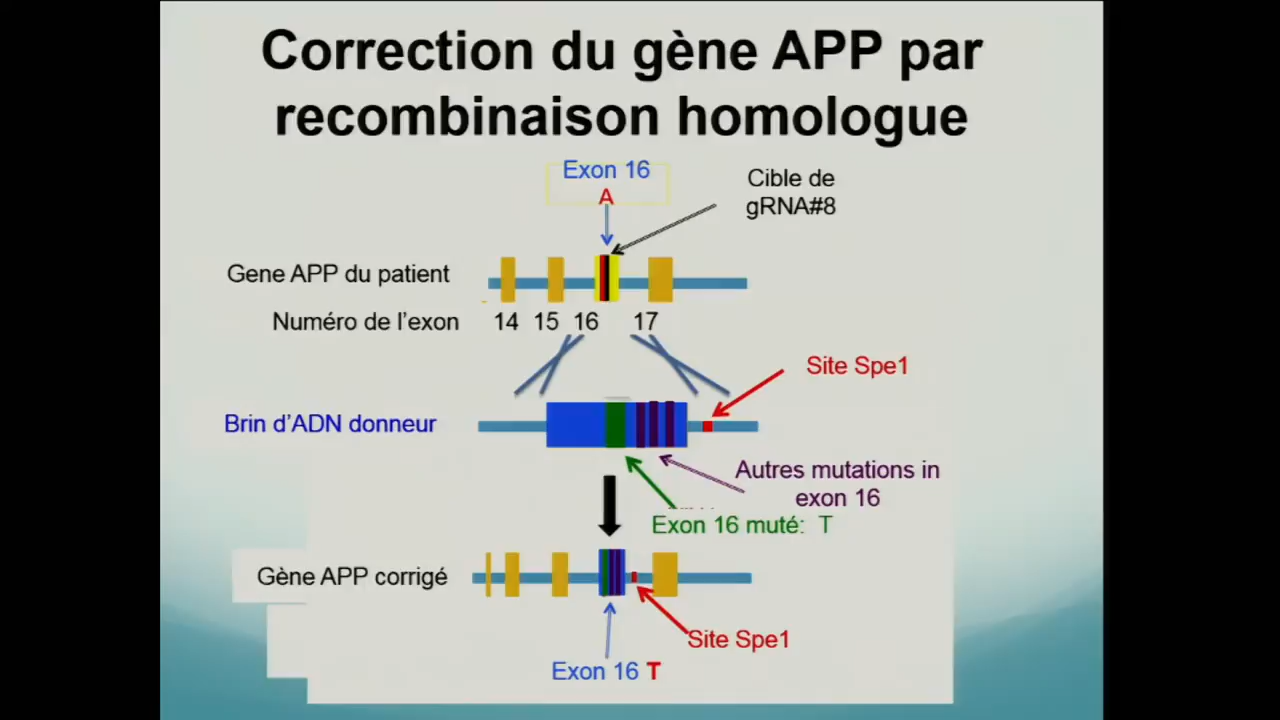 Correction du gène APP par
recombinaison homologue
Exon 16
A
Cible de
gRNA#8
Gene APP du patient
Numéro de l'exon 14 15 16 17
Site Spe1
Brin d'ADN donneur
Autres mutations in
exon 16
Exon 16 muté: T
Gène APP corrigé
Site Spe1
Exon 16 T